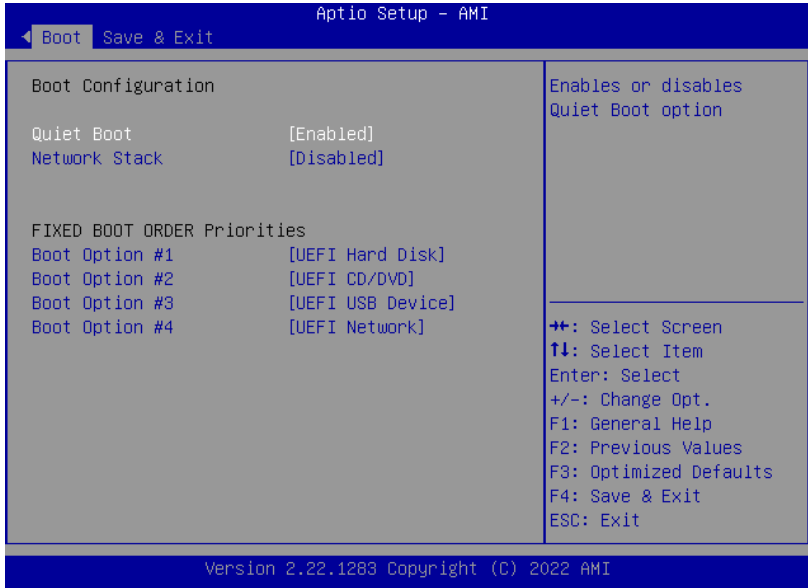 Aptio Setup – AMI
Boot Save & Exit
Boot Configuration
Quiet Boot [Enabled]
Network Stack [Disabled]
FIXED BOOT ORDER Priorities
Boot Option #1 [UEFI Hard Disk]
Boot Option #2 [UEFI CD/DVD]
Boot Option #3 [UEFI USB Device]
Boot Option #4 [UEFI Network]
Enables or disables
Quiet Boot option
→←: Select Screen
↑↓: Select Item
Enter: Select
+/-: Change Opt.
F1: General Help
F2: Previous Values
F3: Optimized Defaults
F4: Save & Exit
ESC: Exit
Version 2.22.1283 Copyright (C) 2022 AMI